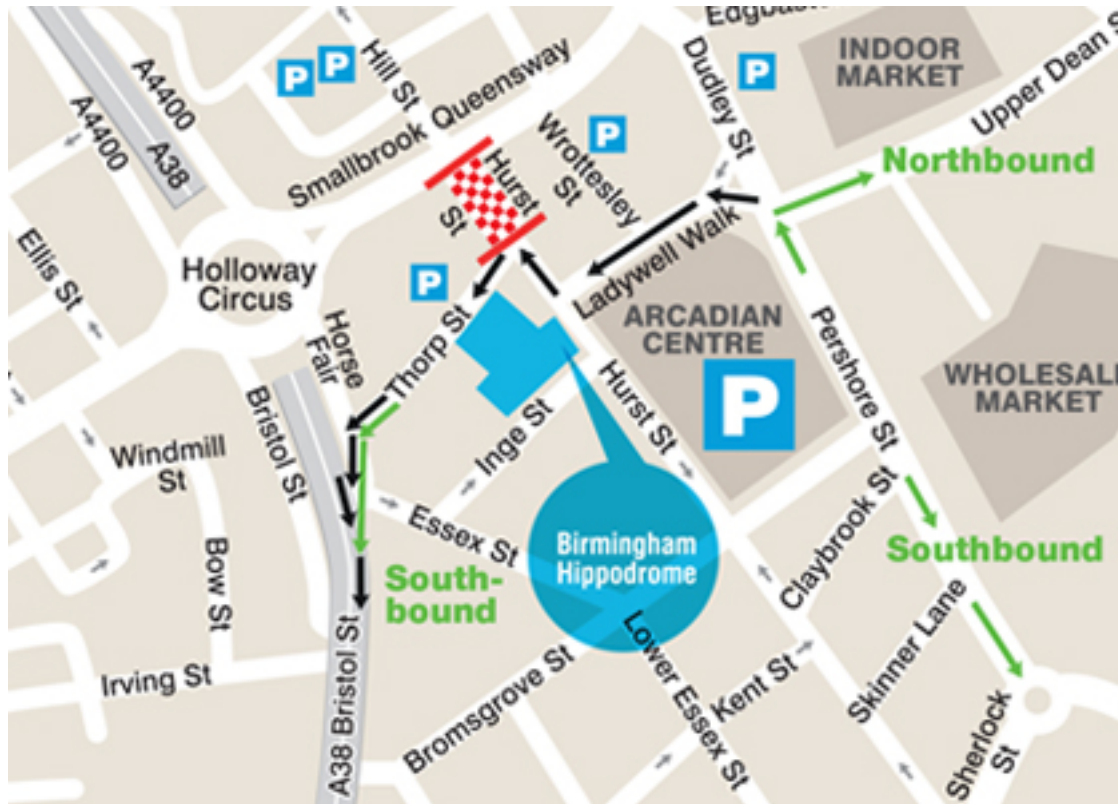 Edgbas
INDOOR
MARKET
Upper Dean S
Dudley St
P
P
P
P
Hill St
A4400
A4400
A38
Smallbrook Queensway
Hurst
St
Wrottesley
St
Northbound
Ladywell Walk
Ellis St
Holloway
Circus
P
ARCADIAN
CENTRE
P
Pershore St
WHOLESALE
MARKET
Horse
Fair
Thorp St
Hurst St
Bristol St
Inge St
Windmill
St
Essex St
Birmingham
Hippodrome
Claybrook St
Southbound
South-
bound
Bow St
Irving St
A38 Bristol St
Bromsgrove St
Lower Essex St
Kent St
Skinner Lane
Sherlock
St